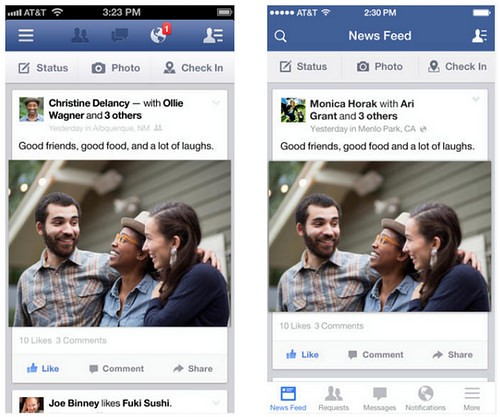 AT&T 3:23 PM
1
Status Photo Check In
Christine Delancy — with Ollie
Wagner and 3 others
Yesterday in Albuquerque, NM
Good friends, good food, and a lot of laughs.
10 Likes 3 Comments
Like Comment Share
Joe Binney likes Fuki Sushi.
AT&T 2:30 PM
News Feed
Status Photo Check In
Monica Horak with Ari
Grant and 3 others
Yesterday in Menlo Park, CA
Good friends, good food, and a lot of laughs.
10 Likes 3 Comments
Like Comment Share
News Feed Requests Messages Notifications More